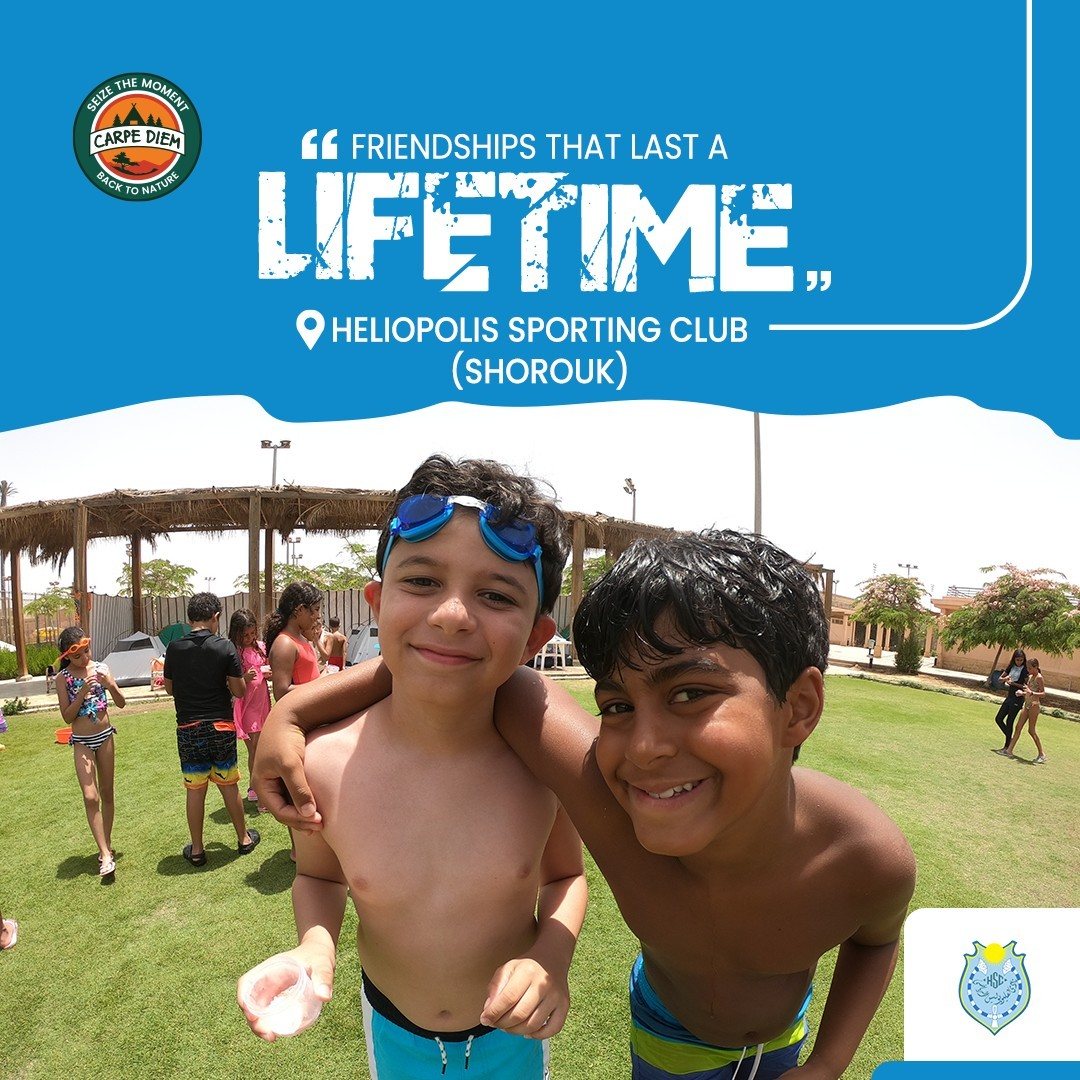 SEIZE THE MOMENT
CARPE DIEM
BACK TO NATURE
“ FRIENDSHIPS THAT LAST A
LIFETIME „
HELIOPOLIS SPORTING CLUB
(SHOROUK)
HSC